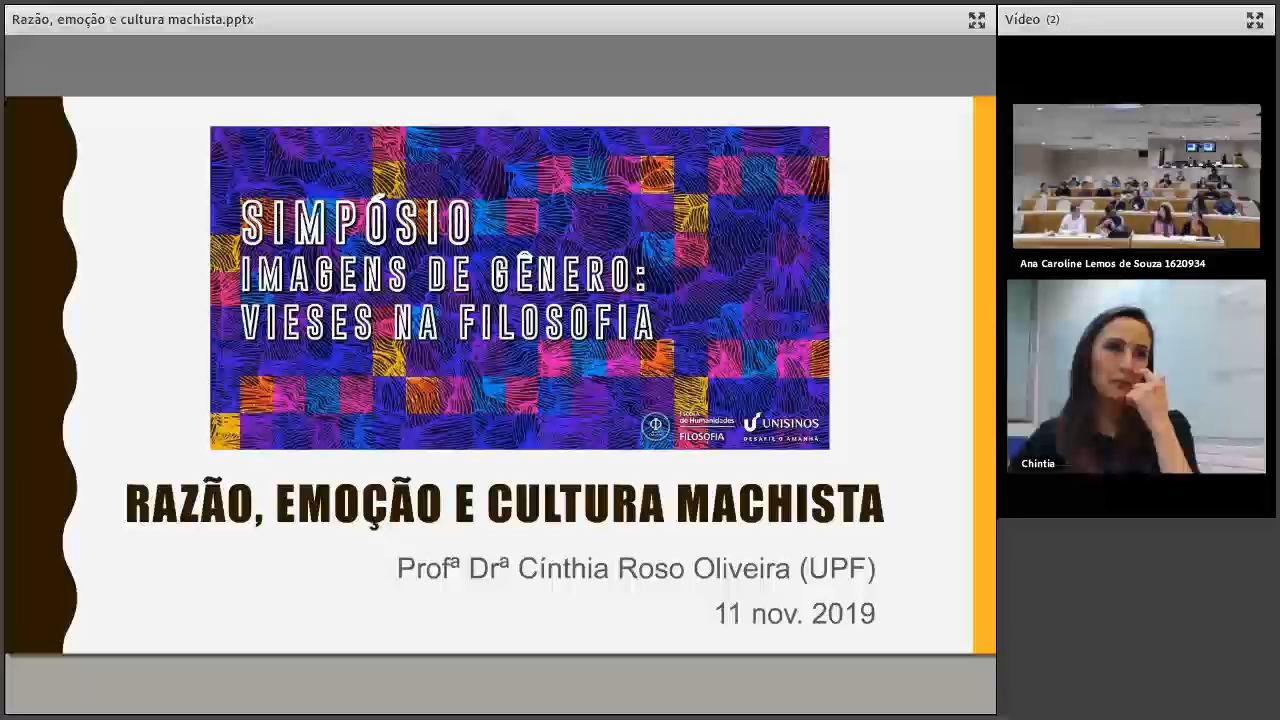 Razão, emoção e cultura machista.pptx
Vídeo (2)
SIMPÓSIO
IMAGENS DE GÊNERO:
VIESES NA FILOSOFIA
ESCOLA
de Humanidades
FILOSOFIA
UNISINOS
DESAFIE O AMANHÃ
RAZÃO, EMOÇÃO E CULTURA MACHISTA
Profª Drª Cínthia Roso Oliveira (UPF)
11 nov. 2019
Ana Caroline Lemos de Souza 1620934
Chintia